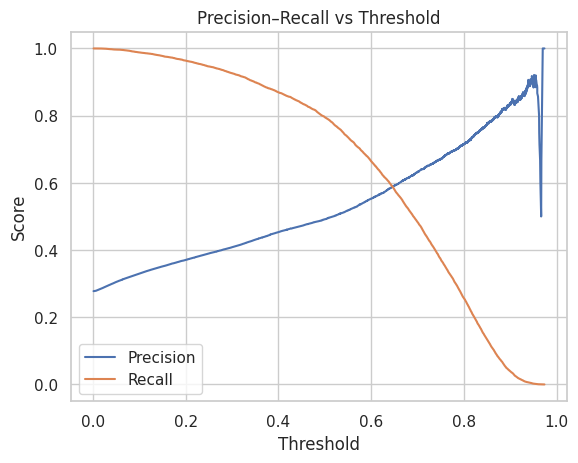 Precision–Recall vs Threshold
Score
1.0
0.8
0.6
0.4
0.2
0.0
Precision
Recall
0.0 0.2 0.4 0.6 0.8 1.0
Threshold